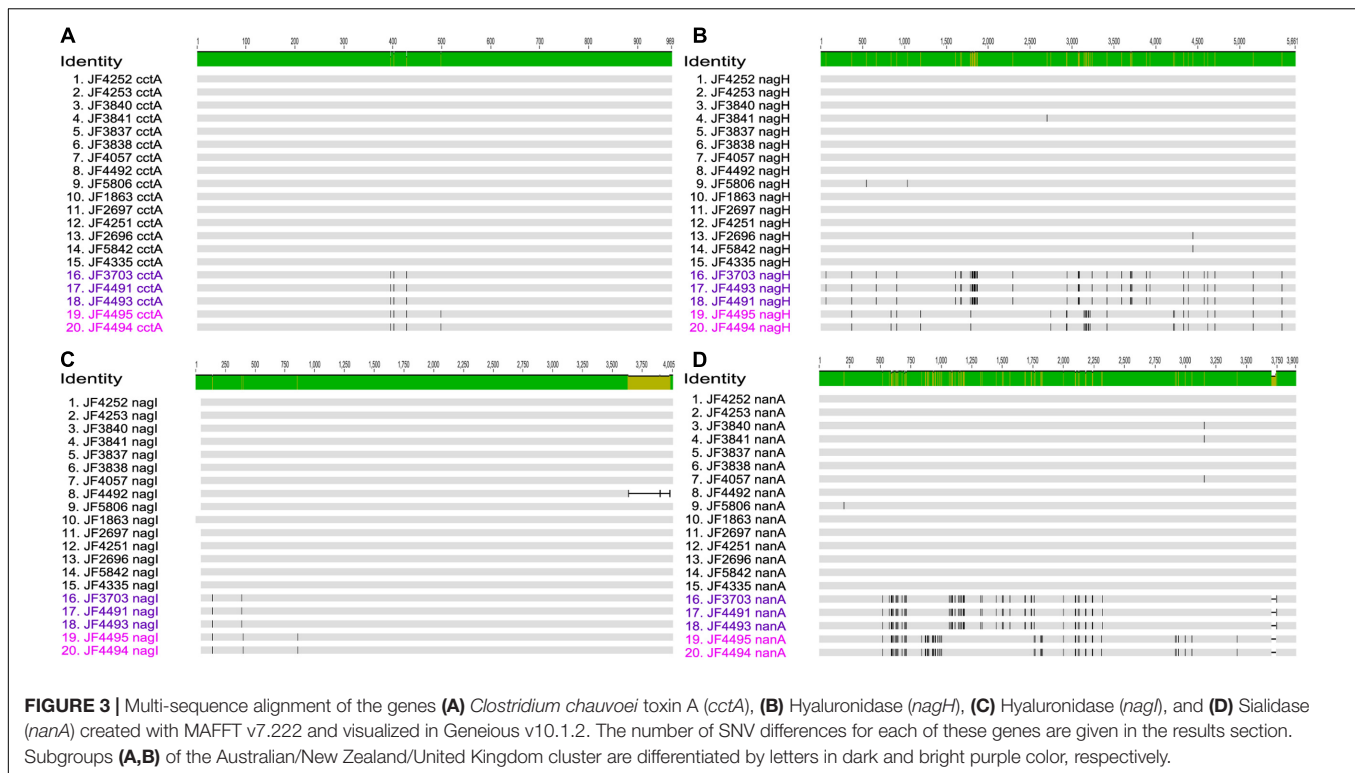 A
1 100 200 300 400 500 600 700 800 900 969
Identity
1. JF4252 cctA
2. JF4253 cctA
3. JF3840 cctA
4. JF3841 cctA
5. JF3837 cctA
6. JF3838 cctA
7. JF4057 cctA
8. JF4492 cctA
9. JF5806 cctA
10. JF1863 cctA
11. JF2697 cctA
12. JF4251 cctA
13. JF2696 cctA
14. JF5842 cctA
15. JF4335 cctA
16. JF3703 cctA
17. JF4491 cctA
18. JF4493 cctA
19. JF4495 cctA
20. JF4494 cctA
B
1 500 1,000 1,500 2,000 2,500 3,000 3,500 4,000 4,500 5,000 5,661
Identity
1. JF4252 nagH
2. JF4253 nagH
3. JF3840 nagH
4. JF3841 nagH
5. JF3837 nagH
6. JF3838 nagH
7. JF4057 nagH
8. JF4492 nagH
9. JF5806 nagH
10. JF1863 nagH
11. JF2697 nagH
12. JF4251 nagH
13. JF2696 nagH
14. JF5842 nagH
15. JF4335 nagH
16. JF3703 nagH
17. JF4493 nagH
18. JF4491 nagH
19. JF4495 nagH
20. JF4494 nagH
C
1 250 500 750 1,000 1,250 1,500 1,750 2,000 2,250 2,500 2,750 3,000 3,250 3,500 3,750 4,005
Identity
1. JF4252 nagI
2. JF4253 nagI
3. JF3840 nagI
4. JF3841 nagI
5. JF3837 nagI
6. JF3838 nagI
7. JF4057 nagI
8. JF4492 nagI
9. JF5806 nagI
10. JF1863 nagI
11. JF2697 nagI
12. JF4251 nagI
13. JF2696 nagI
14. JF5842 nagI
15. JF4335 nagI
16. JF3703 nagI
17. JF4491 nagI
18. JF4493 nagI
19. JF4495 nagI
20. JF4494 nagI
D
1 250 500 750 1,000 1,250 1,500 1,750 2,000 2,250 2,500 2,750 3,000 3,250 3,500 3,750 3,900
Identity
1. JF4252 nanA
2. JF4253 nanA
3. JF3840 nanA
4. JF3841 nanA
5. JF3837 nanA
6. JF3838 nanA
7. JF4057 nanA
8. JF4492 nanA
9. JF5806 nanA
10. JF1863 nanA
11. JF2697 nanA
12. JF4251 nanA
13. JF2696 nanA
14. JF5842 nanA
15. JF4335 nanA
16. JF3703 nanA
17. JF4491 nanA
18. JF4493 nanA
19. JF4495 nanA
20. JF4494 nanA
FIGURE 3 | Multi-sequence alignment of the genes (A) Clostridium chauvoei toxin A (cctA), (B) Hyaluronidase (nagH), (C) Hyaluronidase (nagI), and (D) Sialidase
(nanA) created with MAFFT v7.222 and visualized in Geneious v10.1.2. The number of SNV differences for each of these genes are given in the results section.
Subgroups (A,B) of the Australian/New Zealand/United Kingdom cluster are differentiated by letters in dark and bright purple color, respectively.